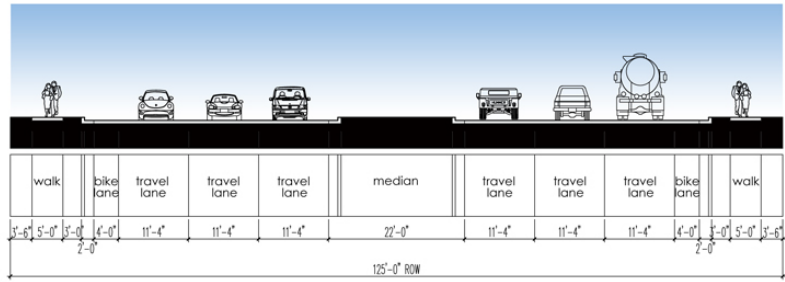 walk bike travel travel travel median travel travel travel bike walk
lane lane lane lane lane lane lane lane
3'-6" 5'-0" 3'-0" 4'-0" 11'-4" 11'-4" 11'-4" 22'-0" 11'-4" 11'-4" 11'-4" 4'-0" 3'-0" 5'-0" 3'-6"
2'-0" 2'-0"
125'-0" ROW